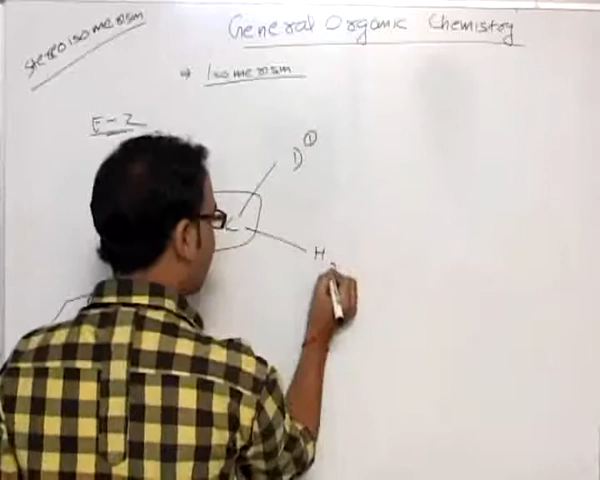 General Organic Chemistry
Stereoisomerism
⇒ Isomerism
E-Z
D ①
C
H